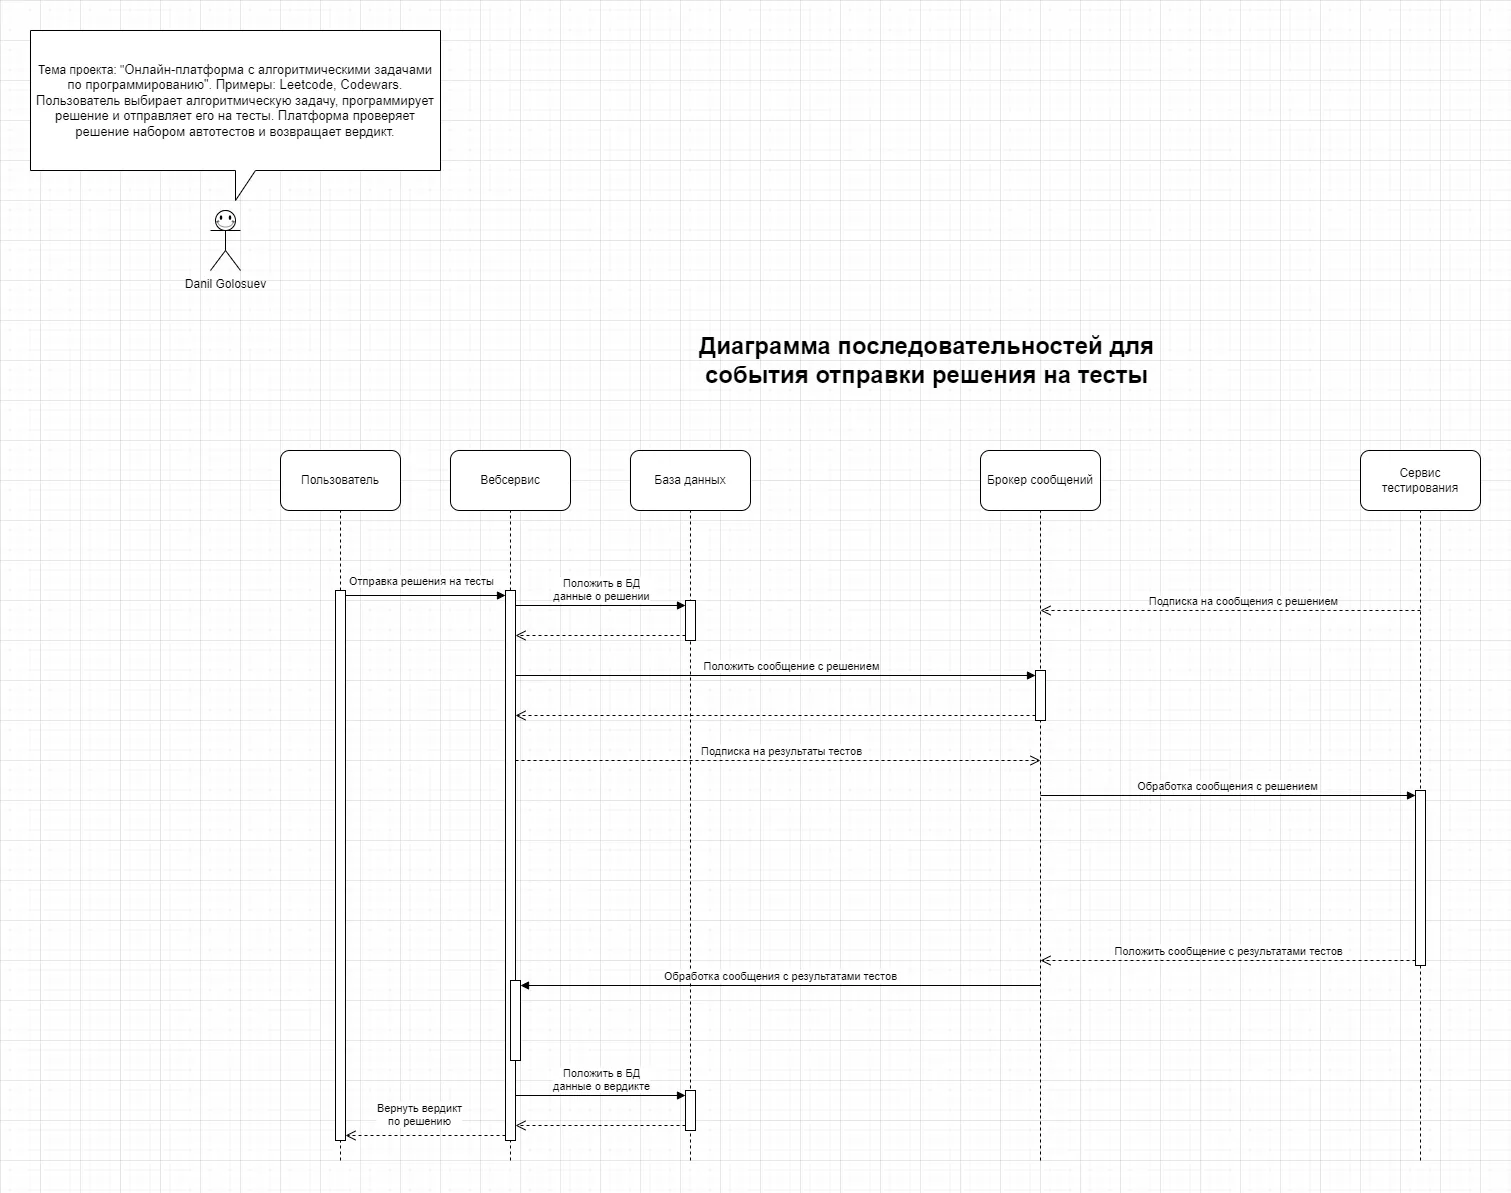 Тема проекта: "Онлайн-платформа с алгоритмическими задачами
по программированию". Примеры: Leetcode, Codewars.
Пользователь выбирает алгоритмическую задачу, программирует
решение и отправляет его на тесты. Платформа проверяет
решение набором автотестов и возвращает вердикт.
Danil Golosuev
Диаграмма последовательностей для
события отправки решения на тесты
Пользователь
Вебсервис
База данных
Брокер сообщений
Сервис
тестирования
Отправка решения на тесты
Положить в БД
данные о решении
Подписка на сообщения с решением
Положить сообщение с решением
Подписка на результаты тестов
Обработка сообщения с решением
Положить сообщение с результатами тестов
Обработка сообщения с результатами тестов
Положить в БД
данные о вердикте
Вернуть вердикт
по решению